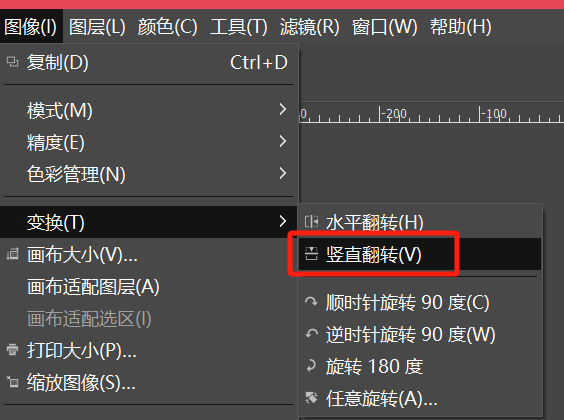 图像(I) 图层(L) 颜色(C) 工具(T) 滤镜(R) 窗口(W) 帮助(H)
复制(D) Ctrl+D
模式(M)
精度(E)
色彩管理(N)
变换(T)
画布大小(V)...
画布适配图层(A)
画布适配选区(I)
打印大小(P)...
缩放图像(S)...
0 -200 -100
水平翻转(H)
竖直翻转(V)
顺时针旋转 90 度(C)
逆时针旋转 90 度(W)
旋转 180 度
任意旋转(A)...